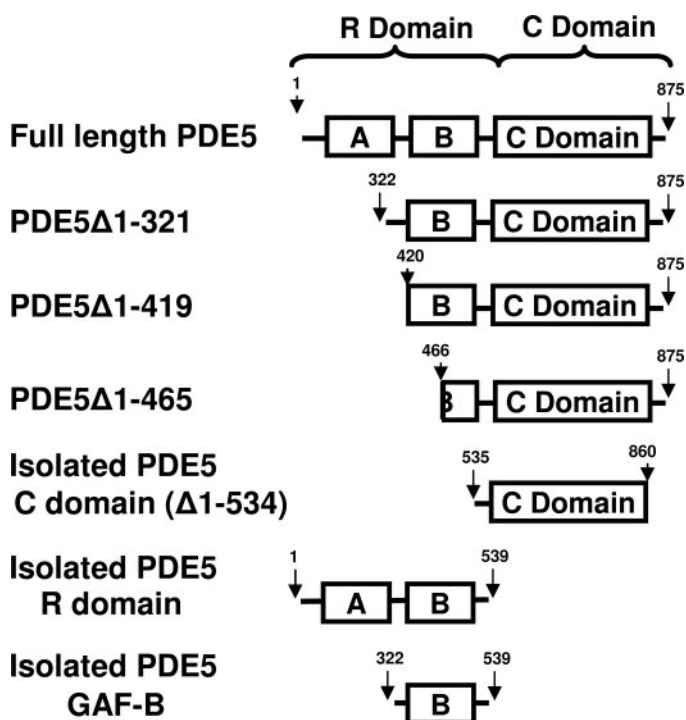 R Domain C Domain
1 875
Full length PDE5 A B C Domain
322 875
PDE5Δ1-321 B C Domain
420 875
PDE5Δ1-419 B C Domain
466 875
PDE5Δ1-465 B C Domain
Isolated PDE5 535 860
C domain (Δ1-534) C Domain
Isolated PDE5 1 539
R domain A B
Isolated PDE5 322 539
GAF-B B